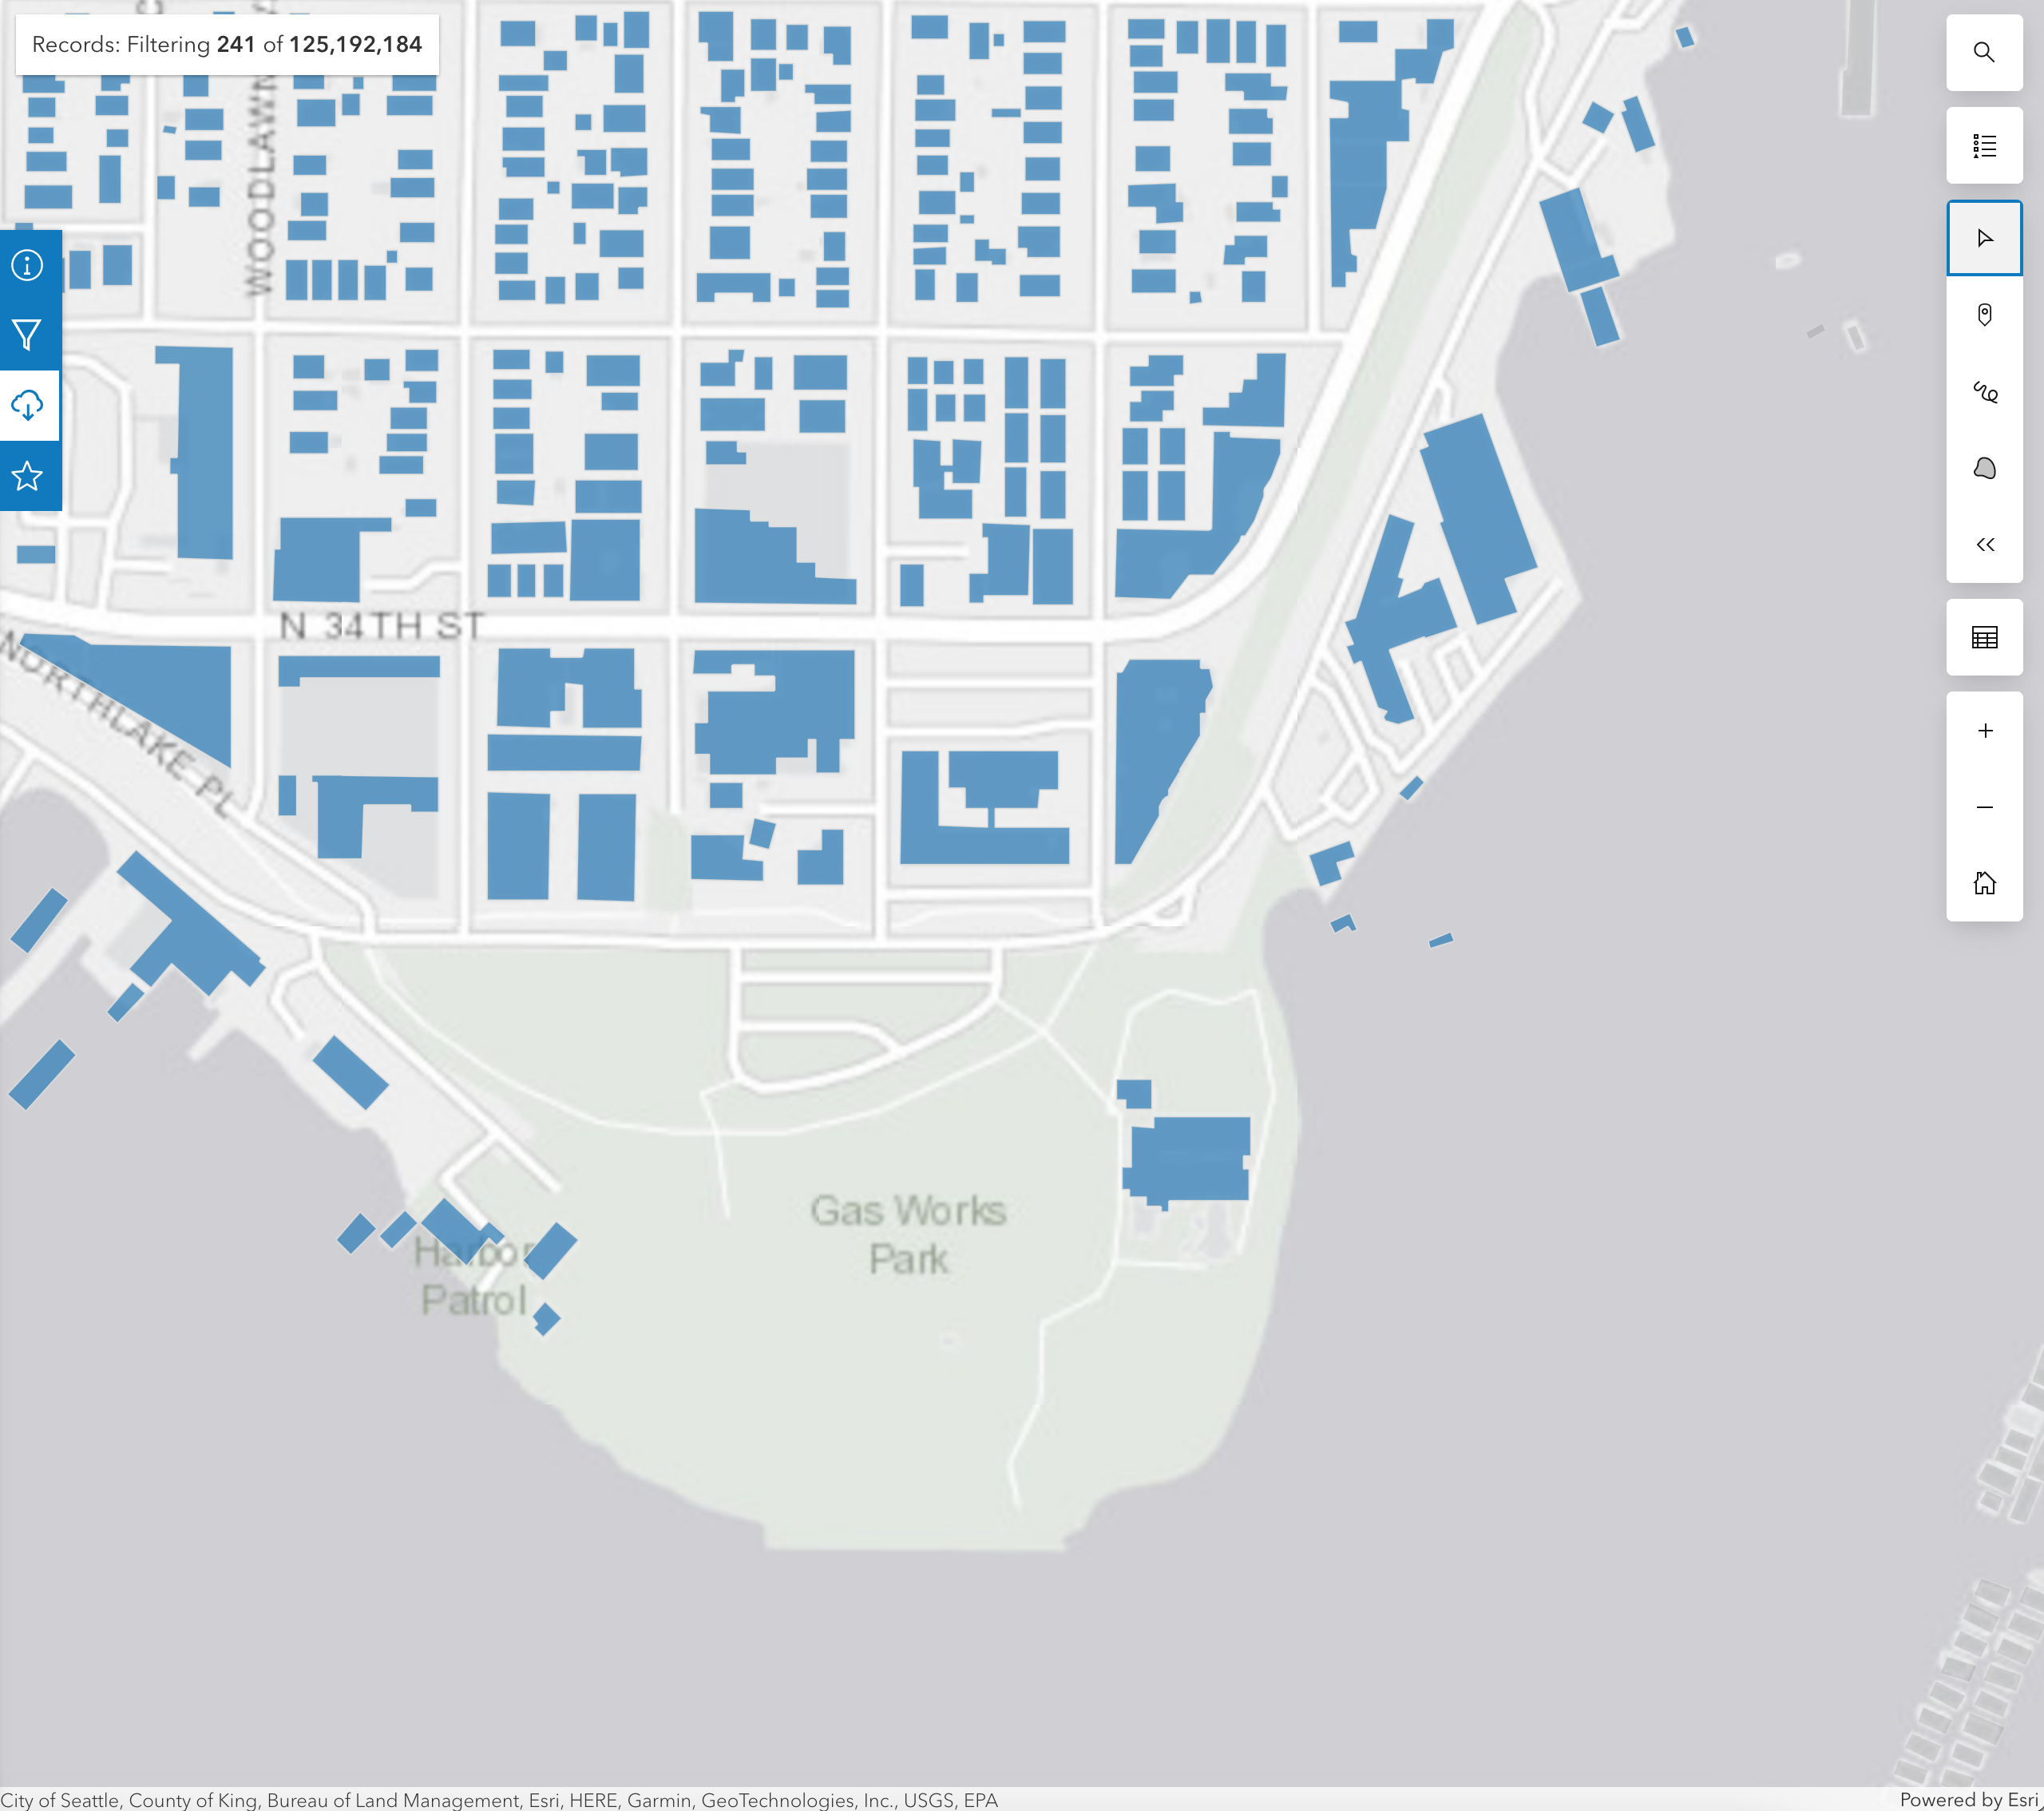 Records: Filtering 241 of 125,192,184
WOODLAWN
N 34TH ST
NORTHLAKE PL
Gas Works
Park
Harbor
Patrol
City of Seattle, County of King, Bureau of Land Management, Esri, HERE, Garmin, GeoTechnologies, Inc., USGS, EPA
Powered by Esri